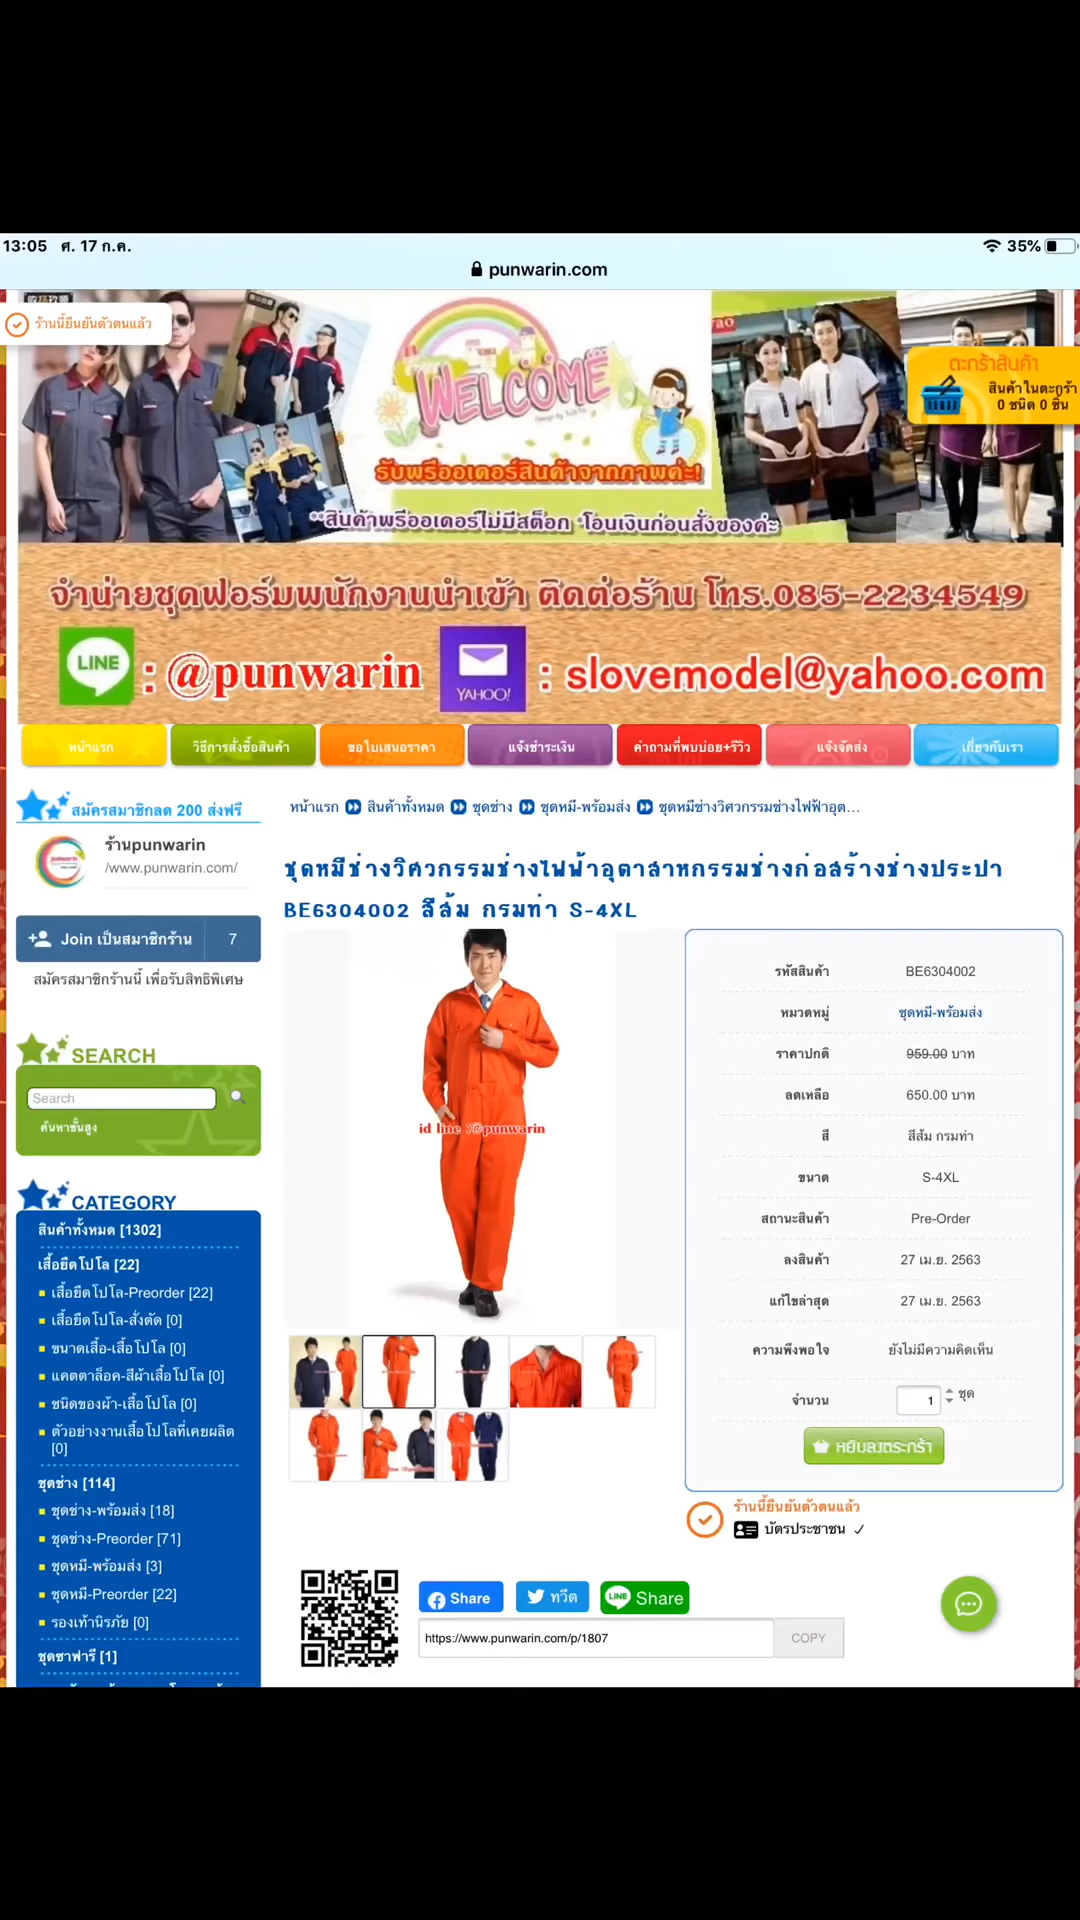 13:05 ศ. 17 ก.ค.
35%
punwarin.com
ร้านนี้ยืนยันตัวตนแล้ว
WELCOME
รับพรีออเดอร์สินค้าจากภาพค่ะ!
**สินค้าพรีออเดอร์ไม่มีสต็อก *โอนเงินก่อนสั่งของค่ะ
ตะกร้าสินค้า
สินค้าในตะกร้า
0 ชนิด 0 ชิ้น
จำหน่ายชุดฟอร์มพนักงานนำเข้า ติดต่อร้าน โทร.085-2234549
LINE : @punwarin
YAHOO! : slovemodel@yahoo.com
หน้าแรก วิธีการสั่งซื้อสินค้า ขอใบเสนอราคา แจ้งชำระเงิน คำถามที่พบบ่อย+รีวิว แจ้งจัดส่ง เกี่ยวกับเรา
สมัครสมาชิกลด 200 ส่งฟรี
ร้านpunwarin
/www.punwarin.com/
Join เป็นสมาชิกร้าน 7
สมัครสมาชิกร้านนี้ เพื่อรับสิทธิพิเศษ
SEARCH
Search
ค้นหาขั้นสูง
CATEGORY
สินค้าทั้งหมด [1302]
เสื้อยืดโปโล [22]
เสื้อยืดโปโล-Preorder [22]
เสื้อยืดโปโล-สั่งตัด [0]
ขนาดเสื้อ-เสื้อโปโล [0]
แคตตาล็อค-สีผ้าเสื้อโปโล [0]
ชนิดของผ้า-เสื้อโปโล [0]
ตัวอย่างงานเสื้อโปโลที่เคยผลิต
[0]
ชุดช่าง [114]
ชุดช่าง-พร้อมส่ง [18]
ชุดช่าง-Preorder [71]
ชุดหมี-พร้อมส่ง [3]
ชุดหมี-Preorder [22]
รองเท้านิรภัย [0]
ชุดซาฟารี [1]
หน้าแรก สินค้าทั้งหมด ชุดช่าง ชุดหมี-พร้อมส่ง ชุดหมีช่างวิศวกรรมช่างไฟฟ้าอุต...
ชุดหมีช่างวิศวกรรมช่างไฟฟ้าอุตาสาหกรรมช่างก่อสร้างช่างประปา
BE6304002 สีส้ม กรมท่า S-4XL
id line :@punwarin
รหัสสินค้า BE6304002
หมวดหมู่ ชุดหมี-พร้อมส่ง
ราคาปกติ 959.00 บาท
ลดเหลือ 650.00 บาท
สี สีส้ม กรมท่า
ขนาด S-4XL
สถานะสินค้า Pre-Order
ลงสินค้า 27 เม.ย. 2563
แก้ไขล่าสุด 27 เม.ย. 2563
ความพึงพอใจ ยังไม่มีความคิดเห็น
จำนวน 1 ชุด
หยิบลงตะกร้า
ร้านนี้ยืนยันตัวตนแล้ว
บัตรประชาชน ✓
Share ทวีต LINE Share
https://www.punwarin.com/p/1807 COPY